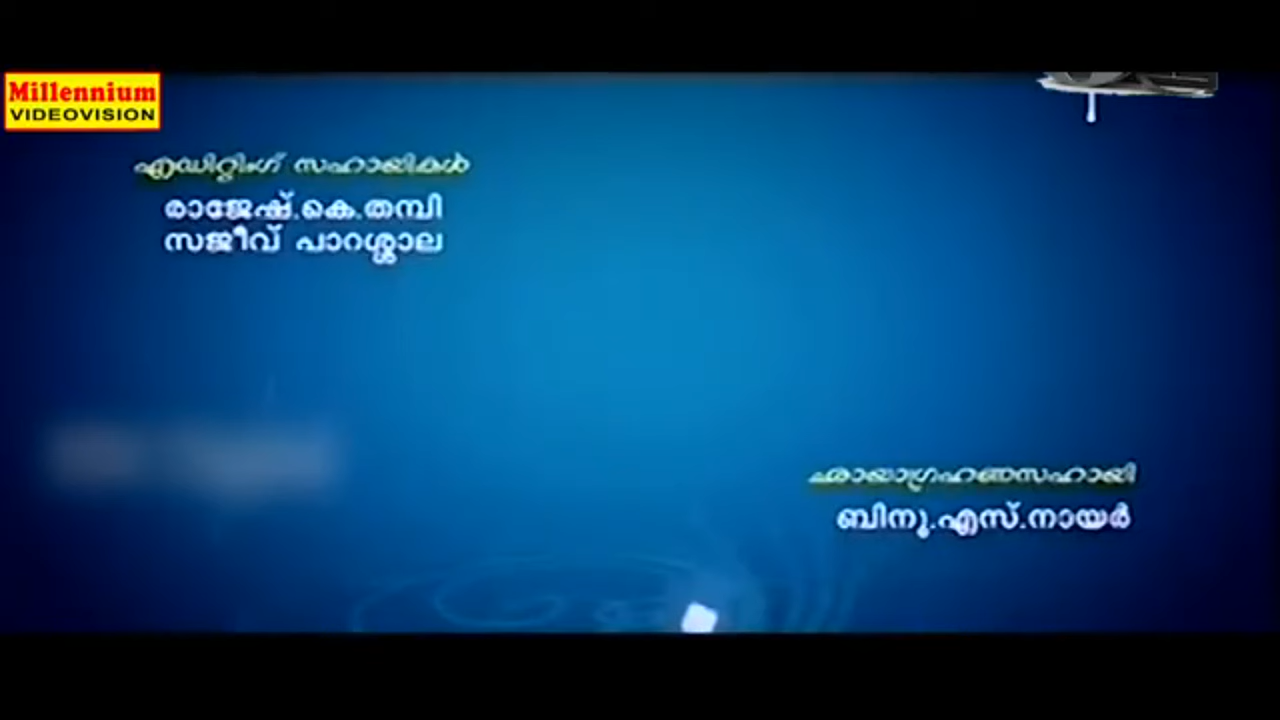 Millennium
VIDEOVISION
എഡിറ്റിംഗ് സഹായികൾ
രാജേഷ്.കെ.തമ്പി
സജീവ് പാറശ്ശാല
ഛായാഗ്രഹണസഹായി
ബിനു.എസ്.നായർ